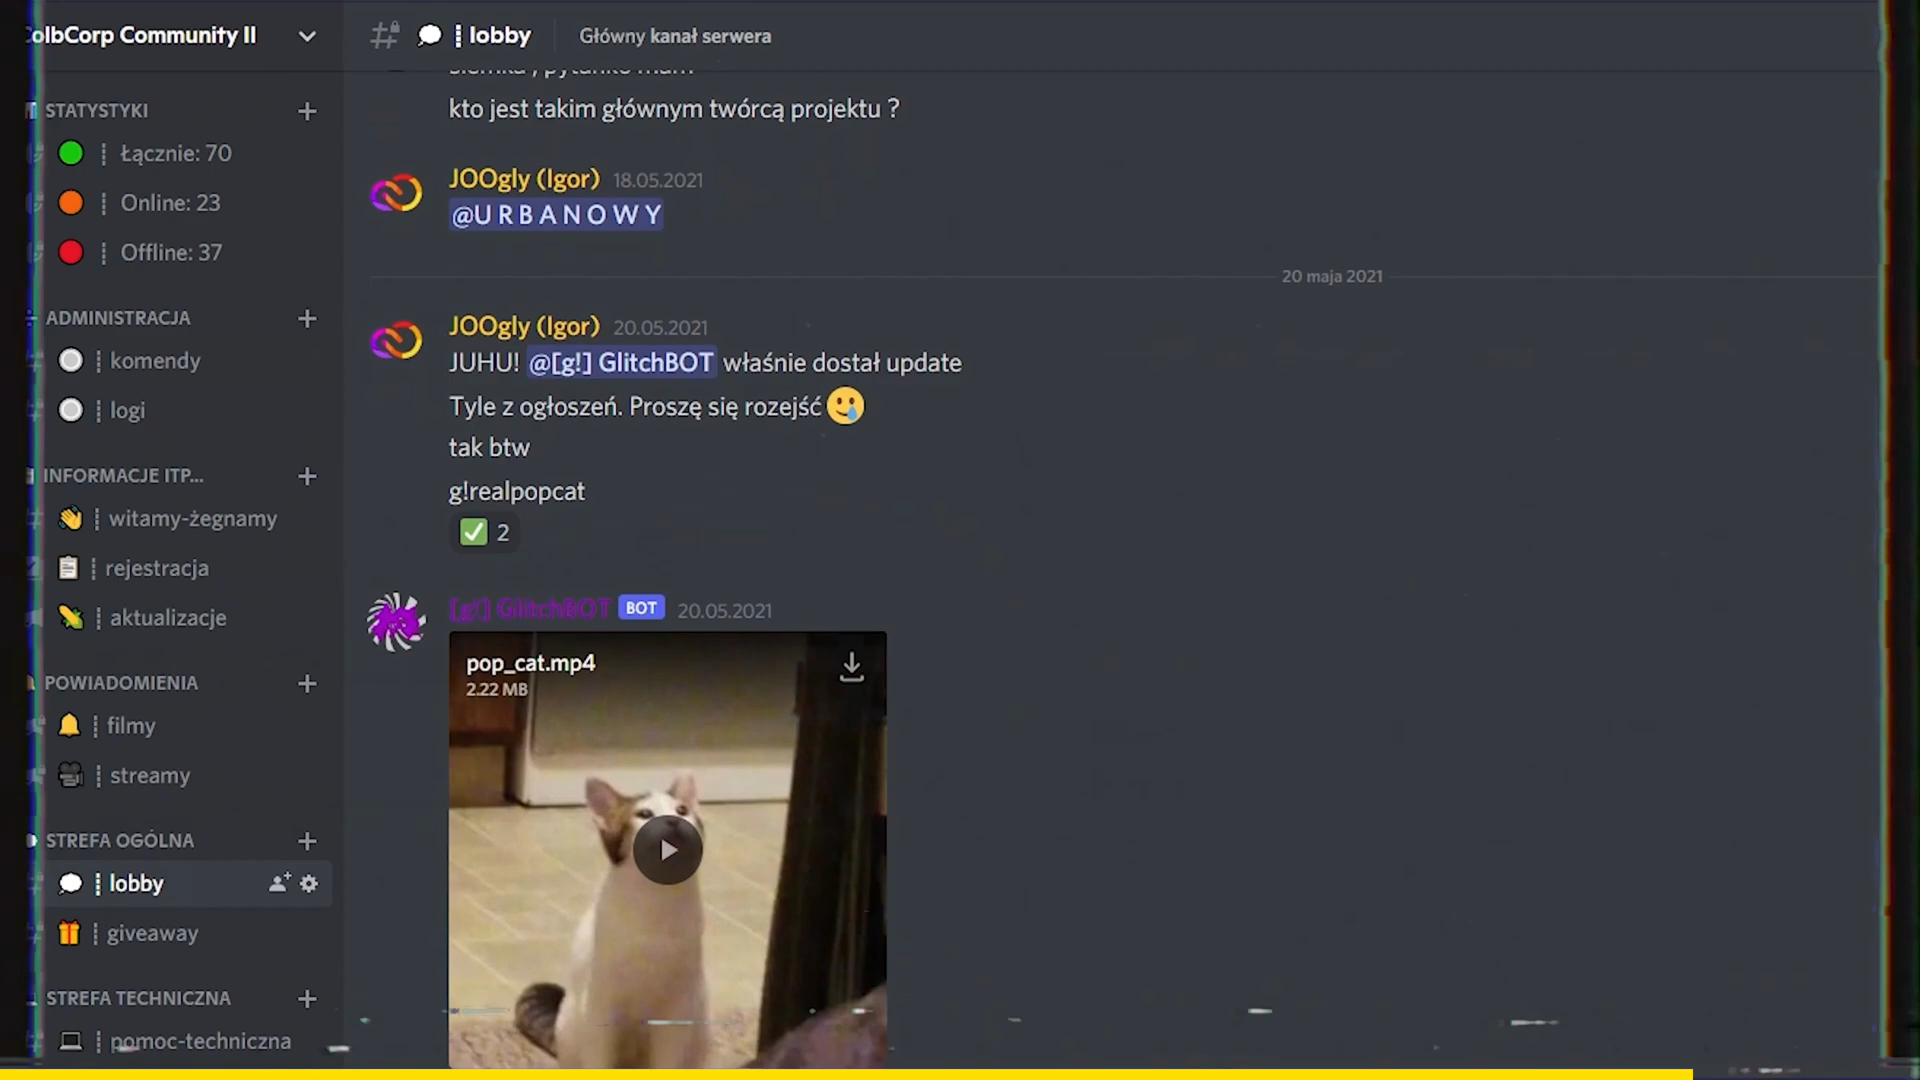 olbCorp Community II
lobby
Główny kanał serwera
STATYSTYKI
Łącznie: 70
Online: 23
Offline: 37
ADMINISTRACJA
komendy
logi
INFORMACJE ITP...
witamy-żegnamy
rejestracja
aktualizacje
POWIADOMIENIA
filmy
streamy
STREFA OGÓLNA
lobby
giveaway
STREFA TECHNICZNA
pomoc-techniczna
kto jest takim głównym twórcą projektu ?
JOOgly (Igor) 18.05.2021
@U R B A N O W Y
20 maja 2021
JOOgly (Igor) 20.05.2021
JUHU! @[g!] GlitchBOT właśnie dostał update
Tyle z ogłoszeń. Proszę się rozejść 🥲
tak btw
g!realpopcat
✅ 2
[g!] GlitchBOT BOT 20.05.2021
pop_cat.mp4
2.22 MB